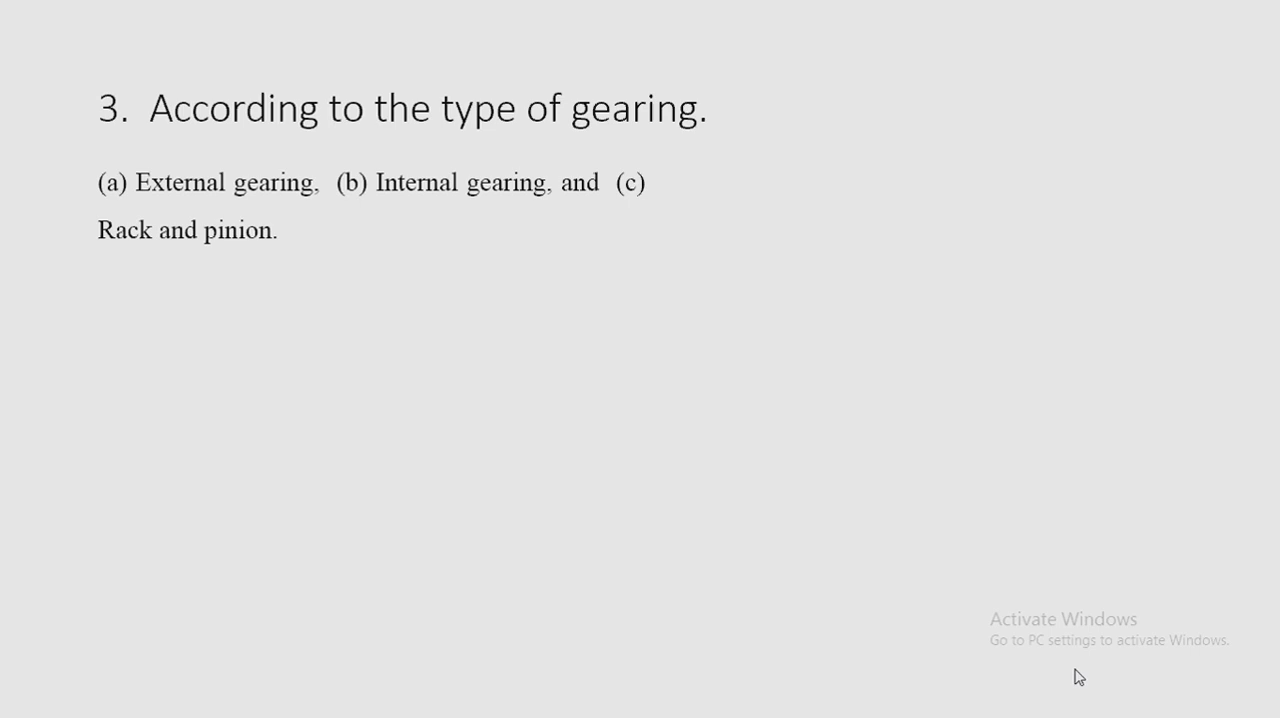 3. According to the type of gearing.
(a) External gearing, (b) Internal gearing, and (c)
Rack and pinion.
Activate Windows
Go to PC settings to activate Windows.